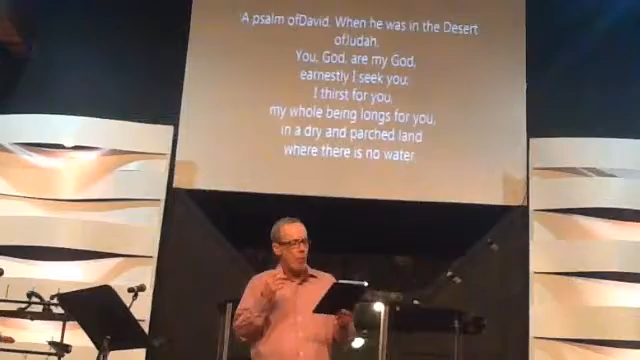 A psalm ofDavid. When he was in the Desert
ofJudah.
You, God, are my God,
earnestly I seek you;
I thirst for you,
my whole being longs for you,
in a dry and parched land
where there is no water.